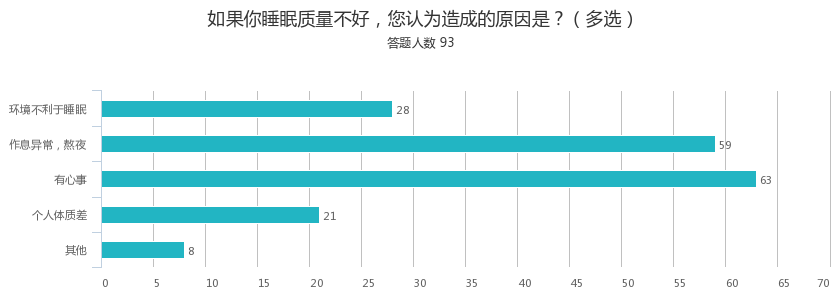 如果你睡眠质量不好，您认为造成的原因是？（多选）
答题人数 93
环境不利于睡眠 28
作息异常，熬夜 59
有心事 63
个人体质差 21
其他 8
0 5 10 15 20 25 30 35 40 45 50 55 60 65 70